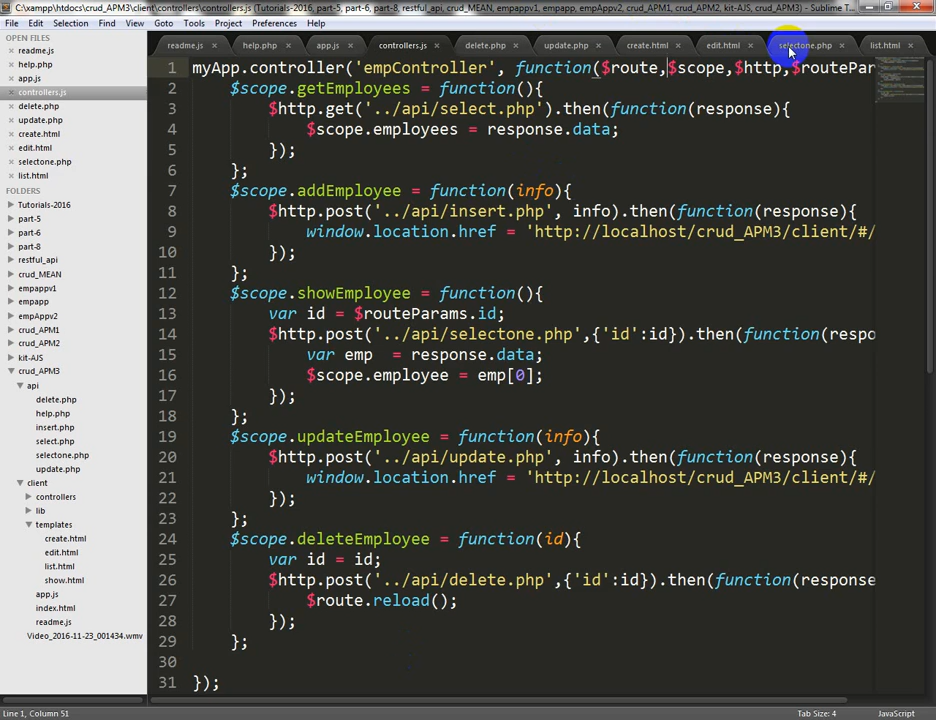 C:\xampp\htdocs\crud_APM3\client\controllers\controllers.js (Tutorials-2016, part-5, part-6, part-8, restful_api, crud_MEAN, empappv1, empapp, empAppv2, crud_APM1, crud_APM2, kit-AJS, crud_APM3) - Sublime T...
File Edit Selection Find View Goto Tools Project Preferences Help
OPEN FILES
readme.js
help.php
app.js
controllers.js
delete.php
update.php
create.html
edit.html
selectone.php
list.html
FOLDERS
Tutorials-2016
part-5
part-6
part-8
restful_api
crud_MEAN
empappv1
empapp
empAppv2
crud_APM1
crud_APM2
kit-AJS
crud_APM3
api
delete.php
help.php
insert.php
select.php
selectone.php
update.php
client
controllers
lib
templates
create.html
edit.html
list.html
show.html
app.js
index.html
readme.js
Video_2016-11-23_001434.wmv
readme.js help.php app.js controllers.js delete.php update.php create.html edit.html selectone.php list.html
1 myApp.controller('empController', function($route,$scope,$http,$routePar
2 $scope.getEmployees = function(){
3 $http.get('../api/select.php').then(function(response){
4 $scope.employees = response.data;
5 });
6 };
7 $scope.addEmployee = function(info){
8 $http.post('../api/insert.php', info).then(function(response){
9 window.location.href = 'http://localhost/crud_APM3/client/#/
10 });
11 };
12 $scope.showEmployee = function(){
13 var id = $routeParams.id;
14 $http.post('../api/selectone.php',{'id':id}).then(function(respo
15 var emp  = response.data;
16 $scope.employee = emp[0];
17 });
18 };
19 $scope.updateEmployee = function(info){
20 $http.post('../api/update.php', info).then(function(response){
21 window.location.href = 'http://localhost/crud_APM3/client/#/
22 });
23 };
24 $scope.deleteEmployee = function(id){
25 var id = id;
26 $http.post('../api/delete.php',{'id':id}).then(function(response
27 $route.reload();
28 });
29 };
30
31 });
Line 1, Column 51 Tab Size: 4 JavaScript